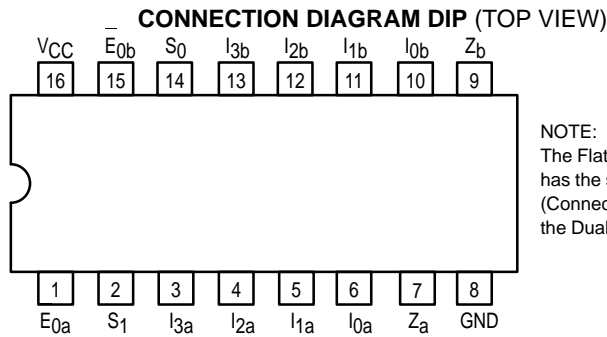 CONNECTION DIAGRAM DIP (TOP VIEW)
VCC E̅0b S0 I3b I2b I1b I0b Zb
16 15 14 13 12 11 10 9
NOTE:
The Flat
has the
(Connec
the Dual
1 2 3 4 5 6 7 8
E0a S1 I3a I2a I1a I0a Za GND